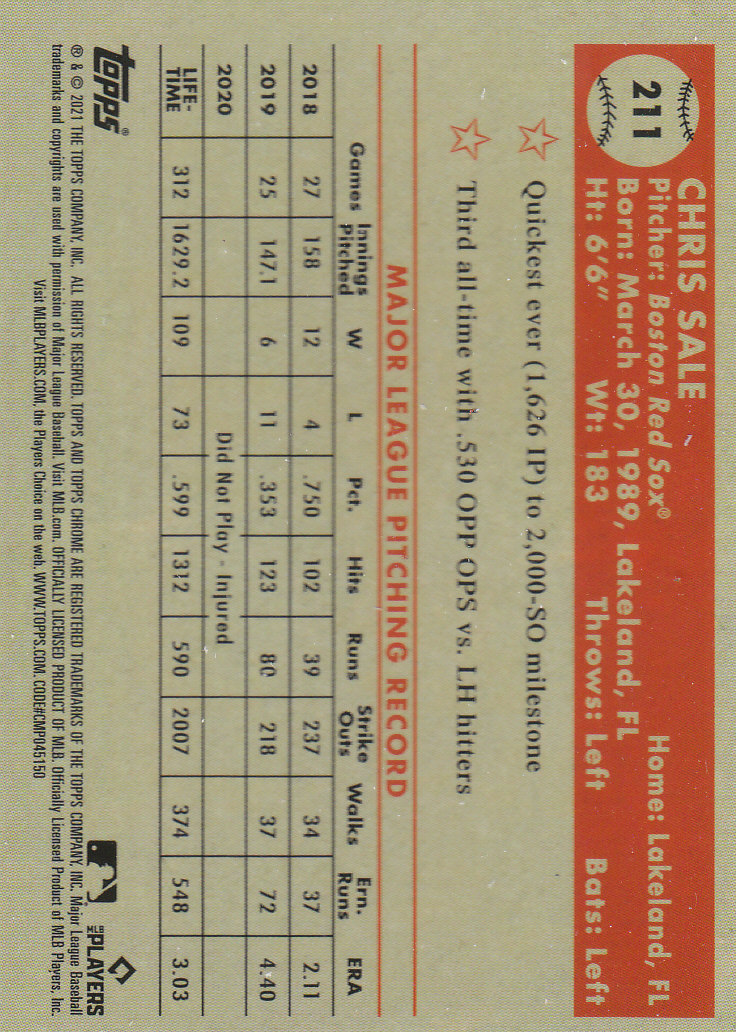 211
CHRIS SALE
Pitcher: Boston Red Sox® Home: Lakeland, FL
Born: March 30, 1989, Lakeland, FL
Ht: 6'6" Wt: 183 Throws: Left Bats: Left
Quickest ever (1,626 IP) to 2,000-SO milestone
Third all-time with .530 OPP OPS vs. LH hitters
MAJOR LEAGUE PITCHING RECORD
Games Innings Pitched W L Pct. Hits Runs Strike Outs Walks Ern. Runs ERA
2018 27 158 12 4 .750 102 39 237 34 37 2.11
2019 25 147.1 6 11 .353 123 80 218 37 72 4.40
2020 Did Not Play - Injured
LIFE-TIME 312 1629.2 109 73 .599 1312 590 2007 374 548 3.03
topps®
MLB PLAYERS
® & © 2021 THE TOPPS COMPANY, INC. ALL RIGHTS RESERVED. TOPPS AND TOPPS CHROME ARE REGISTERED TRADEMARKS OF THE TOPPS COMPANY, INC. Major League Baseball
trademarks and copyrights are used with permission of Major League Baseball. Visit MLB.com. OFFICIALLY LICENSED PRODUCT OF MLB. Officially Licensed Product of MLB Players, Inc.
Visit MLBPLAYERS.COM, the Players Choice on the web. WWW.TOPPS.COM. CODE#CMP045150